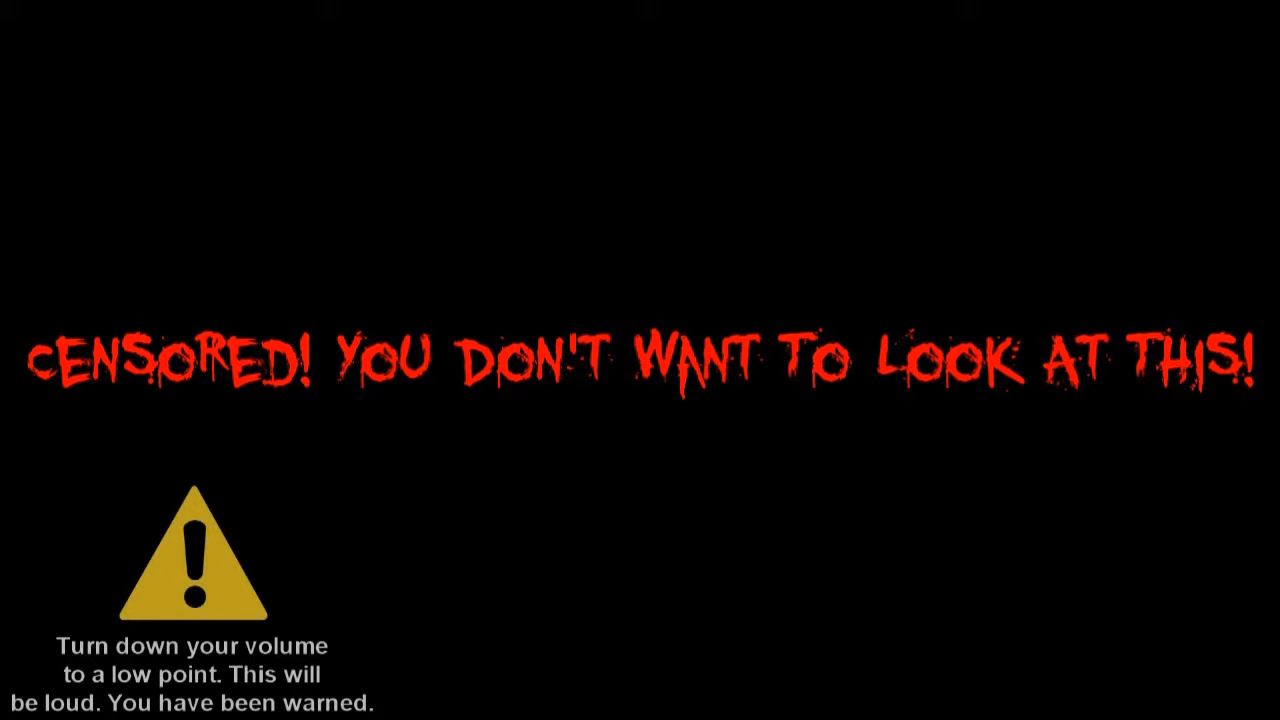 CENSORED! YOU DON'T WANT TO LOOK AT THIS!
Turn down your volume
to a low point. This will
be loud. You have been warned.